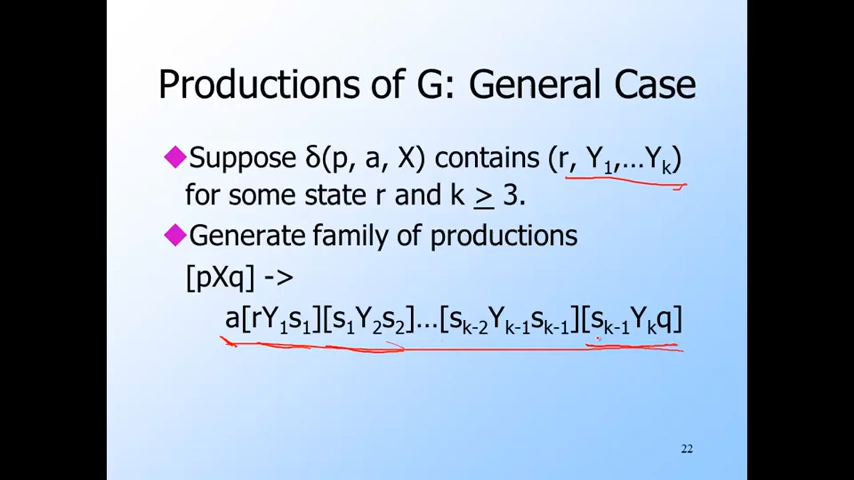 Productions of G: General Case
◆Suppose δ(p, a, X) contains (r, Y₁,…Yₖ)
for some state r and k ≥ 3.
◆Generate family of productions
[pXq] ->
a[rY₁s₁][s₁Y₂s₂]…[sₖ₋₂Yₖ₋₁sₖ₋₁][sₖ₋₁Yₖq]
22